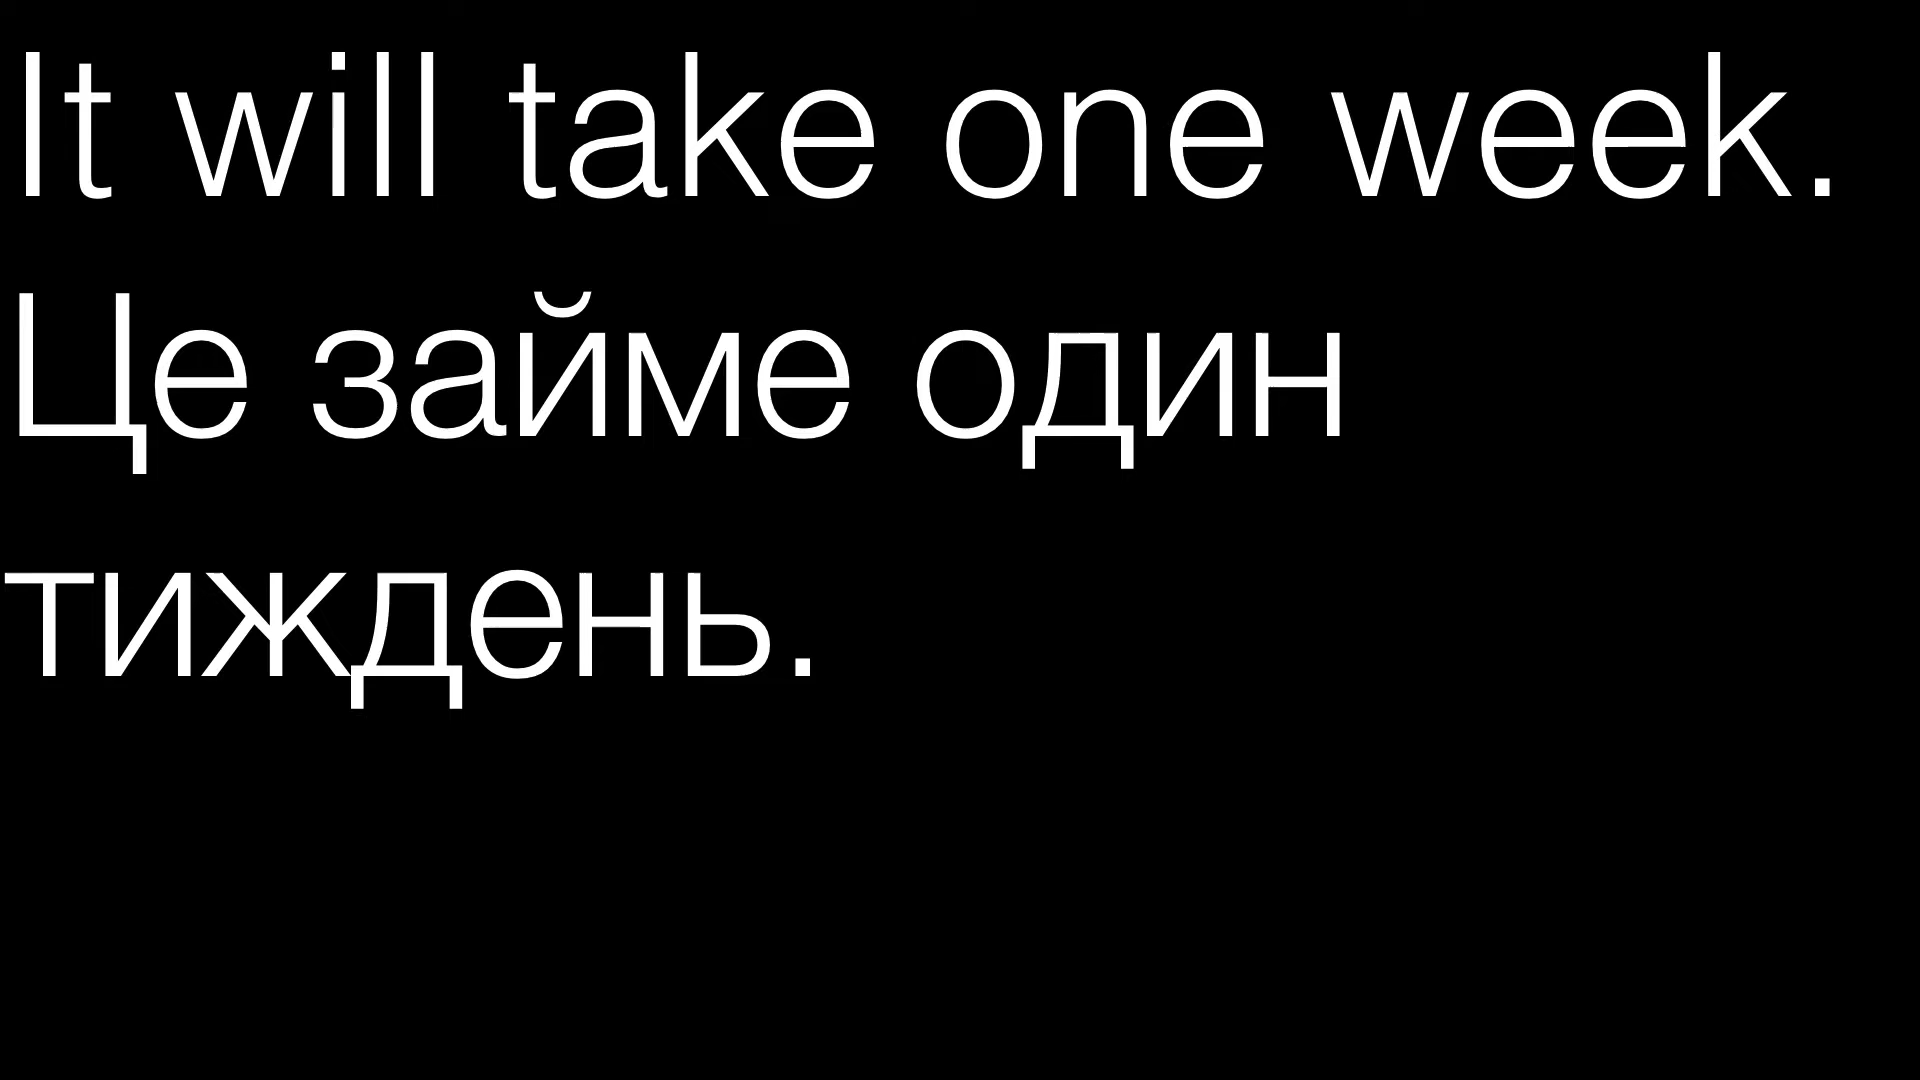 It will take one week.
Це займе один
тиждень.